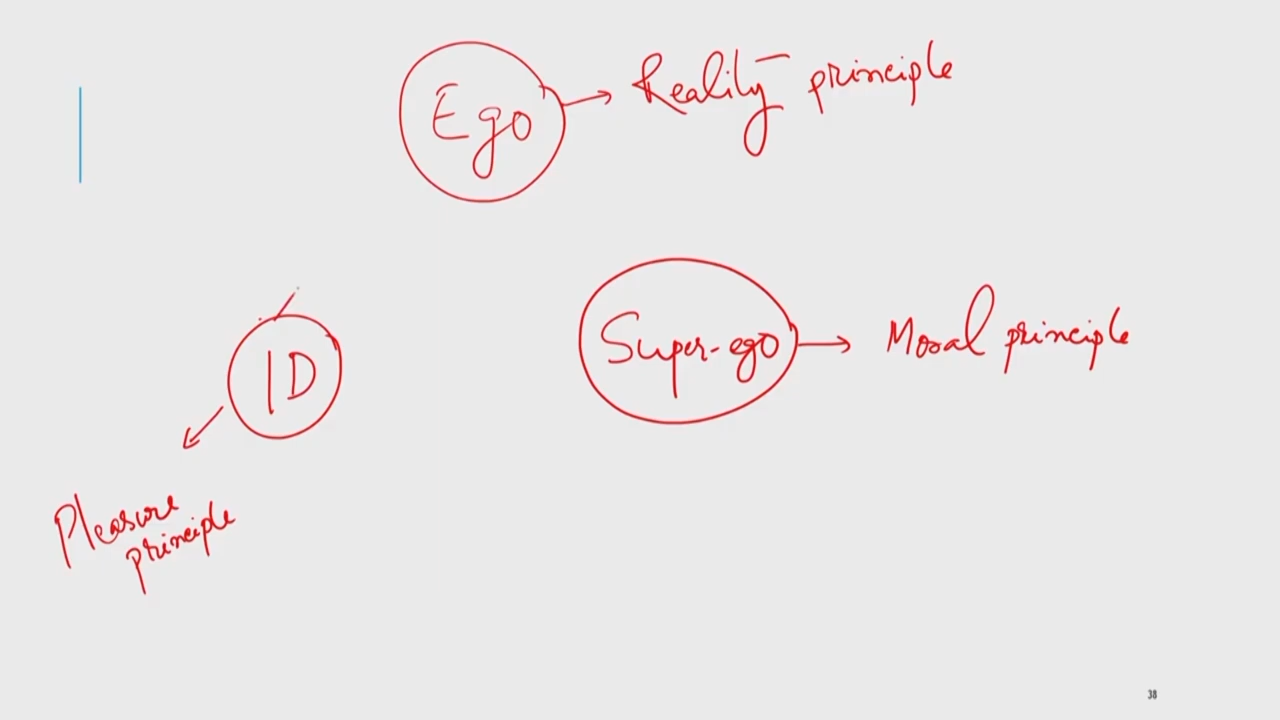 Ego → Reality principle
Super-ego → Moral principle
ID
Pleasure
principle
38